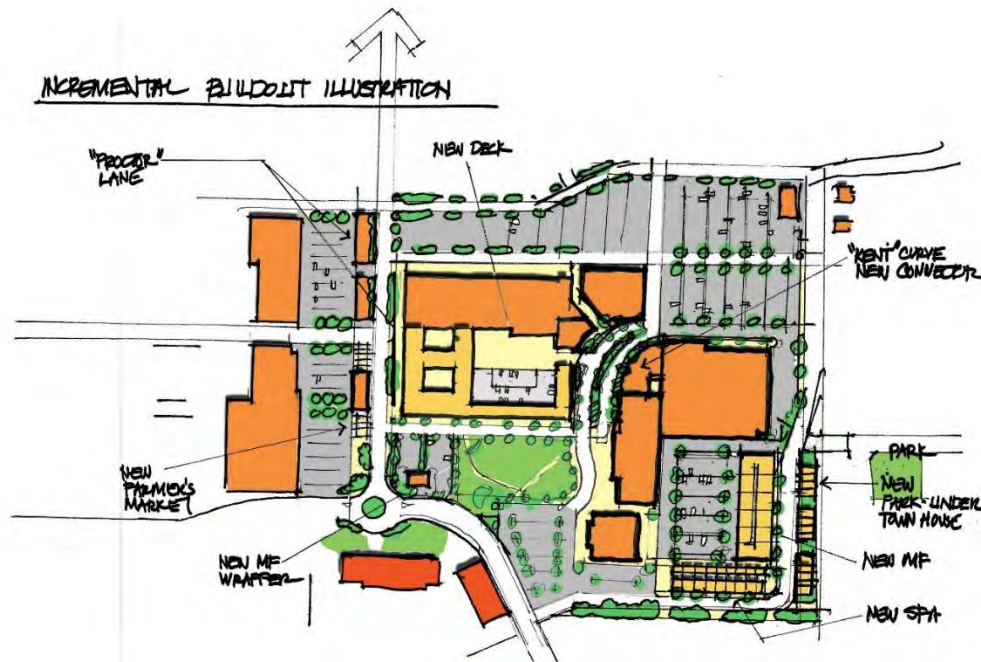 INCREMENTAL BUILDOUT ILLUSTRATION
"PROCTOR"
LANE
NEW DECK
"KENT" CURVE
NEW CONNECTOR
NEW
FARMER'S
MARKET
PARK
NEW
PARK-UNDER
TOWN HOUSE
NEW MF
WRAPPER
NEW MF
NEW SFA